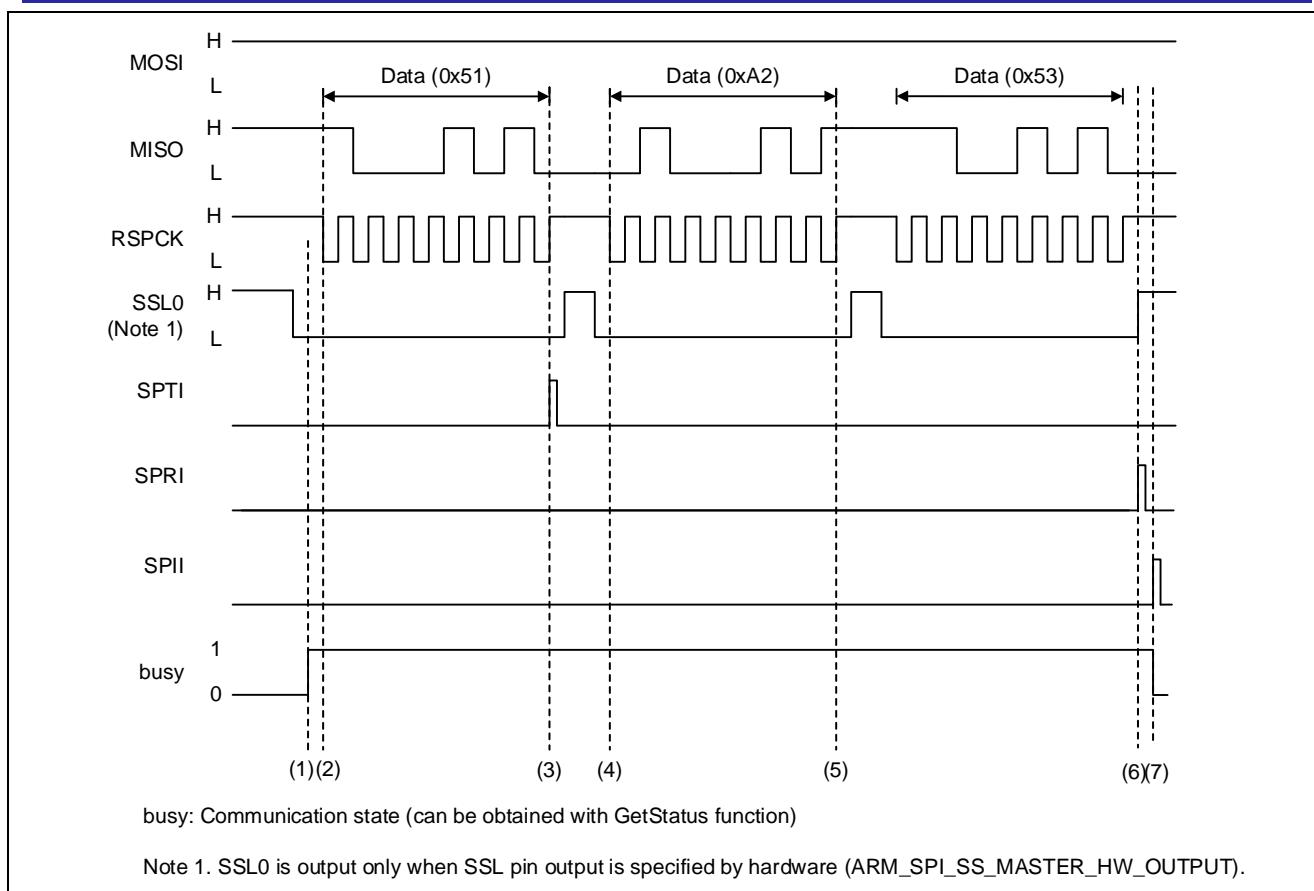 H
MOSI
L
Data (0x51)
Data (0xA2)
Data (0x53)
H
MISO
L
H
RSPCK
L
H
SSL0
(Note 1)
L
SPTI
SPRI
SPII
1
busy
0
(1)(2)
(3)
(4)
(5)
(6)(7)
busy: Communication state (can be obtained with GetStatus function)
Note 1. SSL0 is output only when SSL pin output is specified by hardware (ARM_SPI_SS_MASTER_HW_OUTPUT).